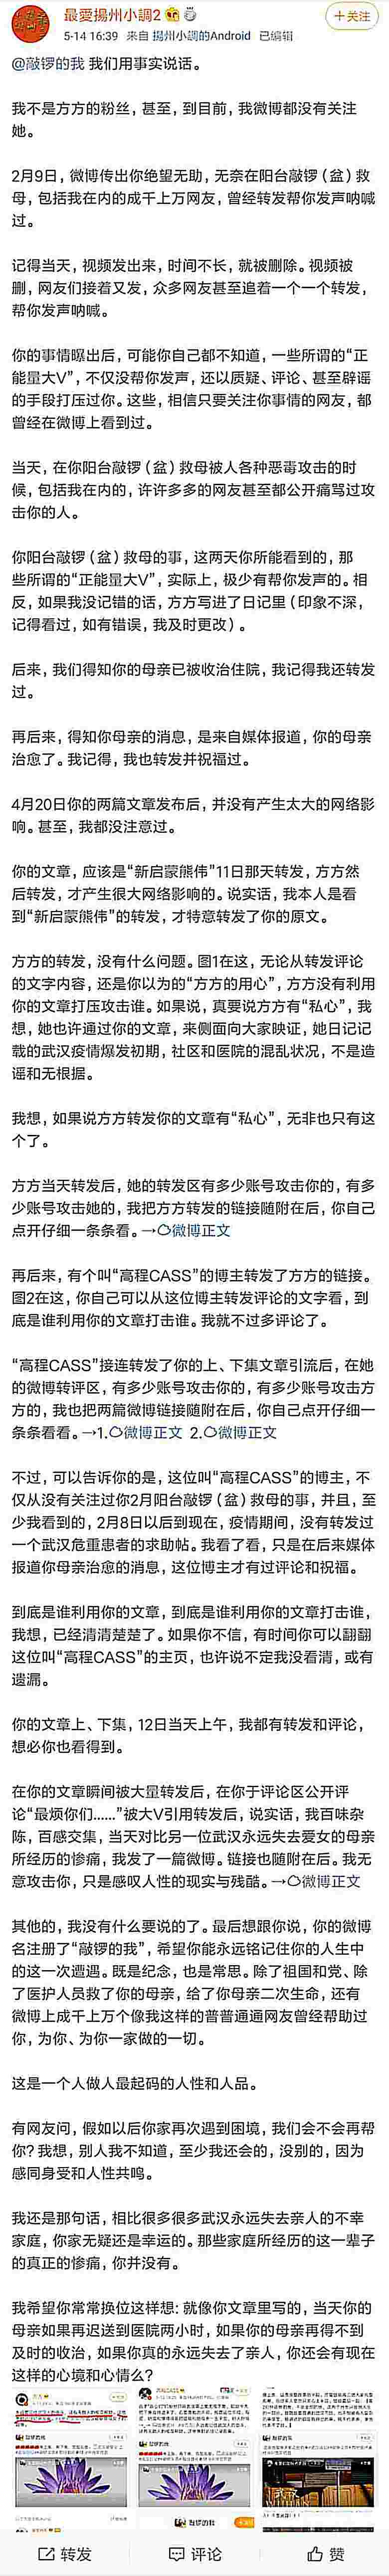 最愛揚州小調2
5-14 16:39 来自 揚州小調的Android 已编辑
+关注
@敲锣的我 我们用事实说话。
我不是方方的粉丝，甚至，到目前，我微博都没有关注
她。
2月9日，微博传出你绝望无助，无奈在阳台敲锣（盆）救
母，包括我在内的成千上万网友，曾经转发帮你发声呐喊
过。
记得当天，视频发出来，时间不长，就被删除。视频被
删，网友们接着又发，众多网友甚至追着一个一个转发，
帮你发声呐喊。
你的事情曝出后，可能你自己都不知道，一些所谓的“正
能量大V”，不仅没帮你发声，还以质疑、评论、甚至辟谣
的手段打压过你。这些，相信只要关注你事情的网友，都
曾经在微博上看到过。
当天，在你阳台敲锣（盆）救母被人各种恶毒攻击的时
候，包括我在内的，许许多多的网友甚至都公开痛骂过攻
击你的人。
你阳台敲锣（盆）救母的事，这两天你所能看到的，那
些所谓的“正能量大V”，实际上，极少有帮你发声的。相
反，如果我没记错的话，方方写进了日记里（印象不深，
记得看过，如有错误，我及时更改）。
后来，我们得知你的母亲已被收治住院，我记得我还转发
过。
再后来，得知你母亲的消息，是来自媒体报道，你的母亲
治愈了。我记得，我也转发并祝福过。
4月20日你的两篇文章发布后，并没有产生太大的网络影
响。甚至，我都没注意过。
你的文章，应该是“新启蒙熊伟”11日那天转发，方方然
后转发，才产生很大网络影响的。说实话，我本人是看
到“新启蒙熊伟”的转发，才特意转发了你的原文。
方方的转发，没有什么问题。图1在这，无论从转发评论
的文字内容，还是你以为的“方方的用心”，方方没有利用
你的文章打压攻击谁。如果说，真要说方方有“私心”，我
想，她也许通过你的文章，来侧面向大家映证，她日记记
载的武汉疫情爆发初期，社区和医院的混乱状况，不是造
谣和无根据。
我想，如果说方方转发你的文章有“私心”，无非也只有这
个了。
方方当天转发后，她的转发区有多少账号攻击你的，有多
少账号攻击她的，我把方方转发的链接随附在后，你自己
点开仔细一条条看。→微博正文
再后来，有个叫“高程CASS”的博主转发了方方的链接。
图2在这，你自己可以从这位博主转发评论的文字看，到
底是谁利用你的文章打击谁。我就不过多评论了。
“高程CASS”接连转发了你的上、下集文章引流后，在她
的微博转评区，有多少账号攻击你的，有多少账号攻击方
方的，我也把两篇微博链接随附在后，你自己点开仔细一
条条看看。→1.微博正文 2.微博正文
不过，可以告诉你的是，这位叫“高程CASS”的博主，不
仅从没有关注过你2月阳台敲锣（盆）救母的事，并且，至
少我看到的，2月8日以后到现在，疫情期间，没有转发过
一个武汉危重患者的求助帖。我看了看，只是在后来媒体
报道你母亲治愈的消息，这位博主才有过评论和祝福。
到底是谁利用你的文章，到底是谁利用你的文章打击谁，
我想，已经清清楚楚了。如果你不信，有时间你可以翻翻
这位叫“高程CASS”的主页，也许说不定我没看清，或有
遗漏。
你的文章上、下集，12日当天上午，我都有转发和评论，
想必你也看得到。
在你的文章瞬间被大量转发后，在你于评论区公开评
论“最烦你们......”被大V引用转发后，说实话，我百味杂
陈，百感交集，当天对比另一位武汉永远失去爱女的母亲
所经历的惨痛，我发了一篇微博。链接也随附在后。我无
意攻击你，只是感叹人性的现实与残酷。→微博正文
其他的，我没有什么要说的了。最后想跟你说，你的微博
名注册了“敲锣的我”，希望你能永远铭记住你的人生中
的这一次遭遇。既是纪念，也是常思。除了祖国和党、除
了医护人员救了你的母亲，给了你母亲二次生命，还有
微博上成千上万个像我这样的普普通通网友曾经帮助过
你，为你、为你一家做的一切。
这是一个人做人最起码的人性和人品。
有网友问，假如以后你家再次遇到困境，我们会不会再帮
你？我想，别人我不知道，至少我还会的，没别的，因为
感同身受和人性共鸣。
我还是那句话，相比很多很多武汉永远失去亲人的不幸
家庭，你家无疑还是幸运的。那些家庭所经历的这一辈子
的真正的惨痛，你并没有。
我希望你常常换位这样想：就像你文章里写的，当天你的
母亲如果再迟送到医院两小时，如果你的母亲再得不到
及时的收治，如果你真的永远失去了亲人，你还会有现在
这样的心境和心情么？
转发 评论 赞